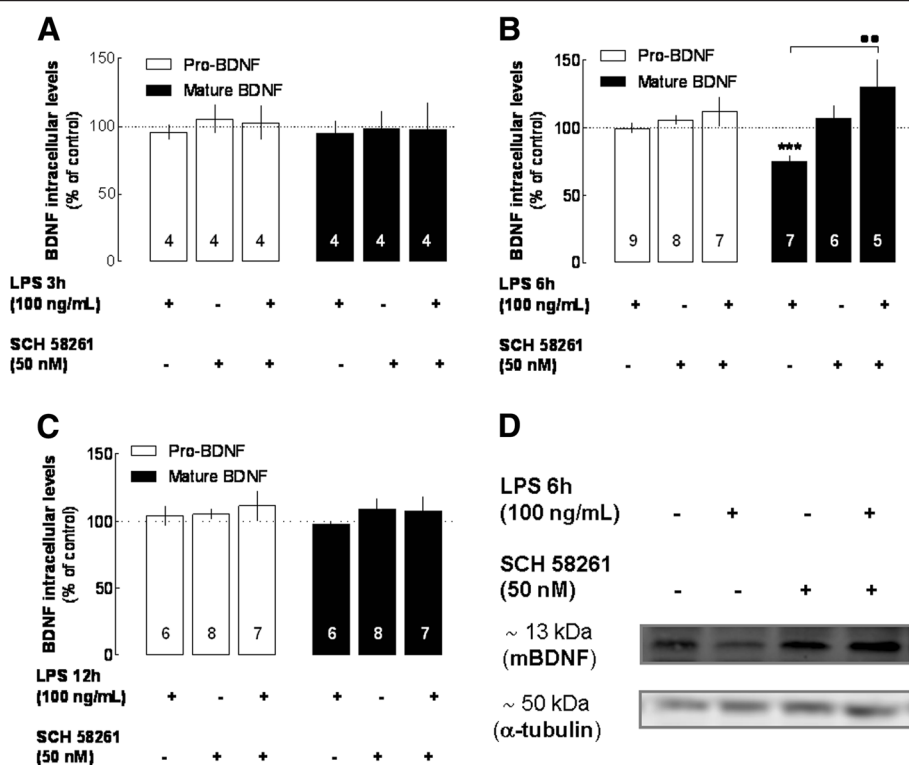 A
BDNF intracellular levels
(% of control)
150
100
50
0
Pro-BDNF
Mature BDNF
4 4 4 4 4 4
LPS 3h
(100 ng/mL) + - + + - +
SCH 58261
(50 nM) - + + - + +
B
BDNF intracellular levels
(% of control)
150
100
50
0
Pro-BDNF
Mature BDNF
***
9 8 7 7 6 5
LPS 6h
(100 ng/mL) + - + + - +
SCH 58261
(50 nM) - + + - + +
C
BDNF intracellular levels
(% of control)
150
100
50
0
Pro-BDNF
Mature BDNF
6 8 7 6 8 7
LPS 12h
(100 ng/mL) + - + + - +
SCH 58261
(50 nM) - + + - + +
D
LPS 6h
(100 ng/mL) - + - +
SCH 58261
(50 nM) - - + +
~ 13 kDa
(mBDNF)
~ 50 kDa
(α-tubulin)